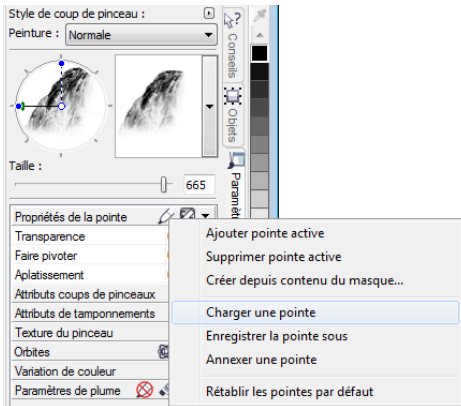 Style de coup de pinceau :
Peinture : Normale
Taille :
665
Propriétés de la pointe
Transparence
Faire pivoter
Aplatissement
Attributs coups de pinceaux
Attributs de tamponnements
Texture du pinceau
Orbites
Variation de couleur
Paramètres de plume
Conseils
Objets
Ajouter pointe active
Supprimer pointe active
Créer depuis contenu du masque...
Charger une pointe
Enregistrer la pointe sous
Annexer une pointe
Rétablir les pointes par défaut